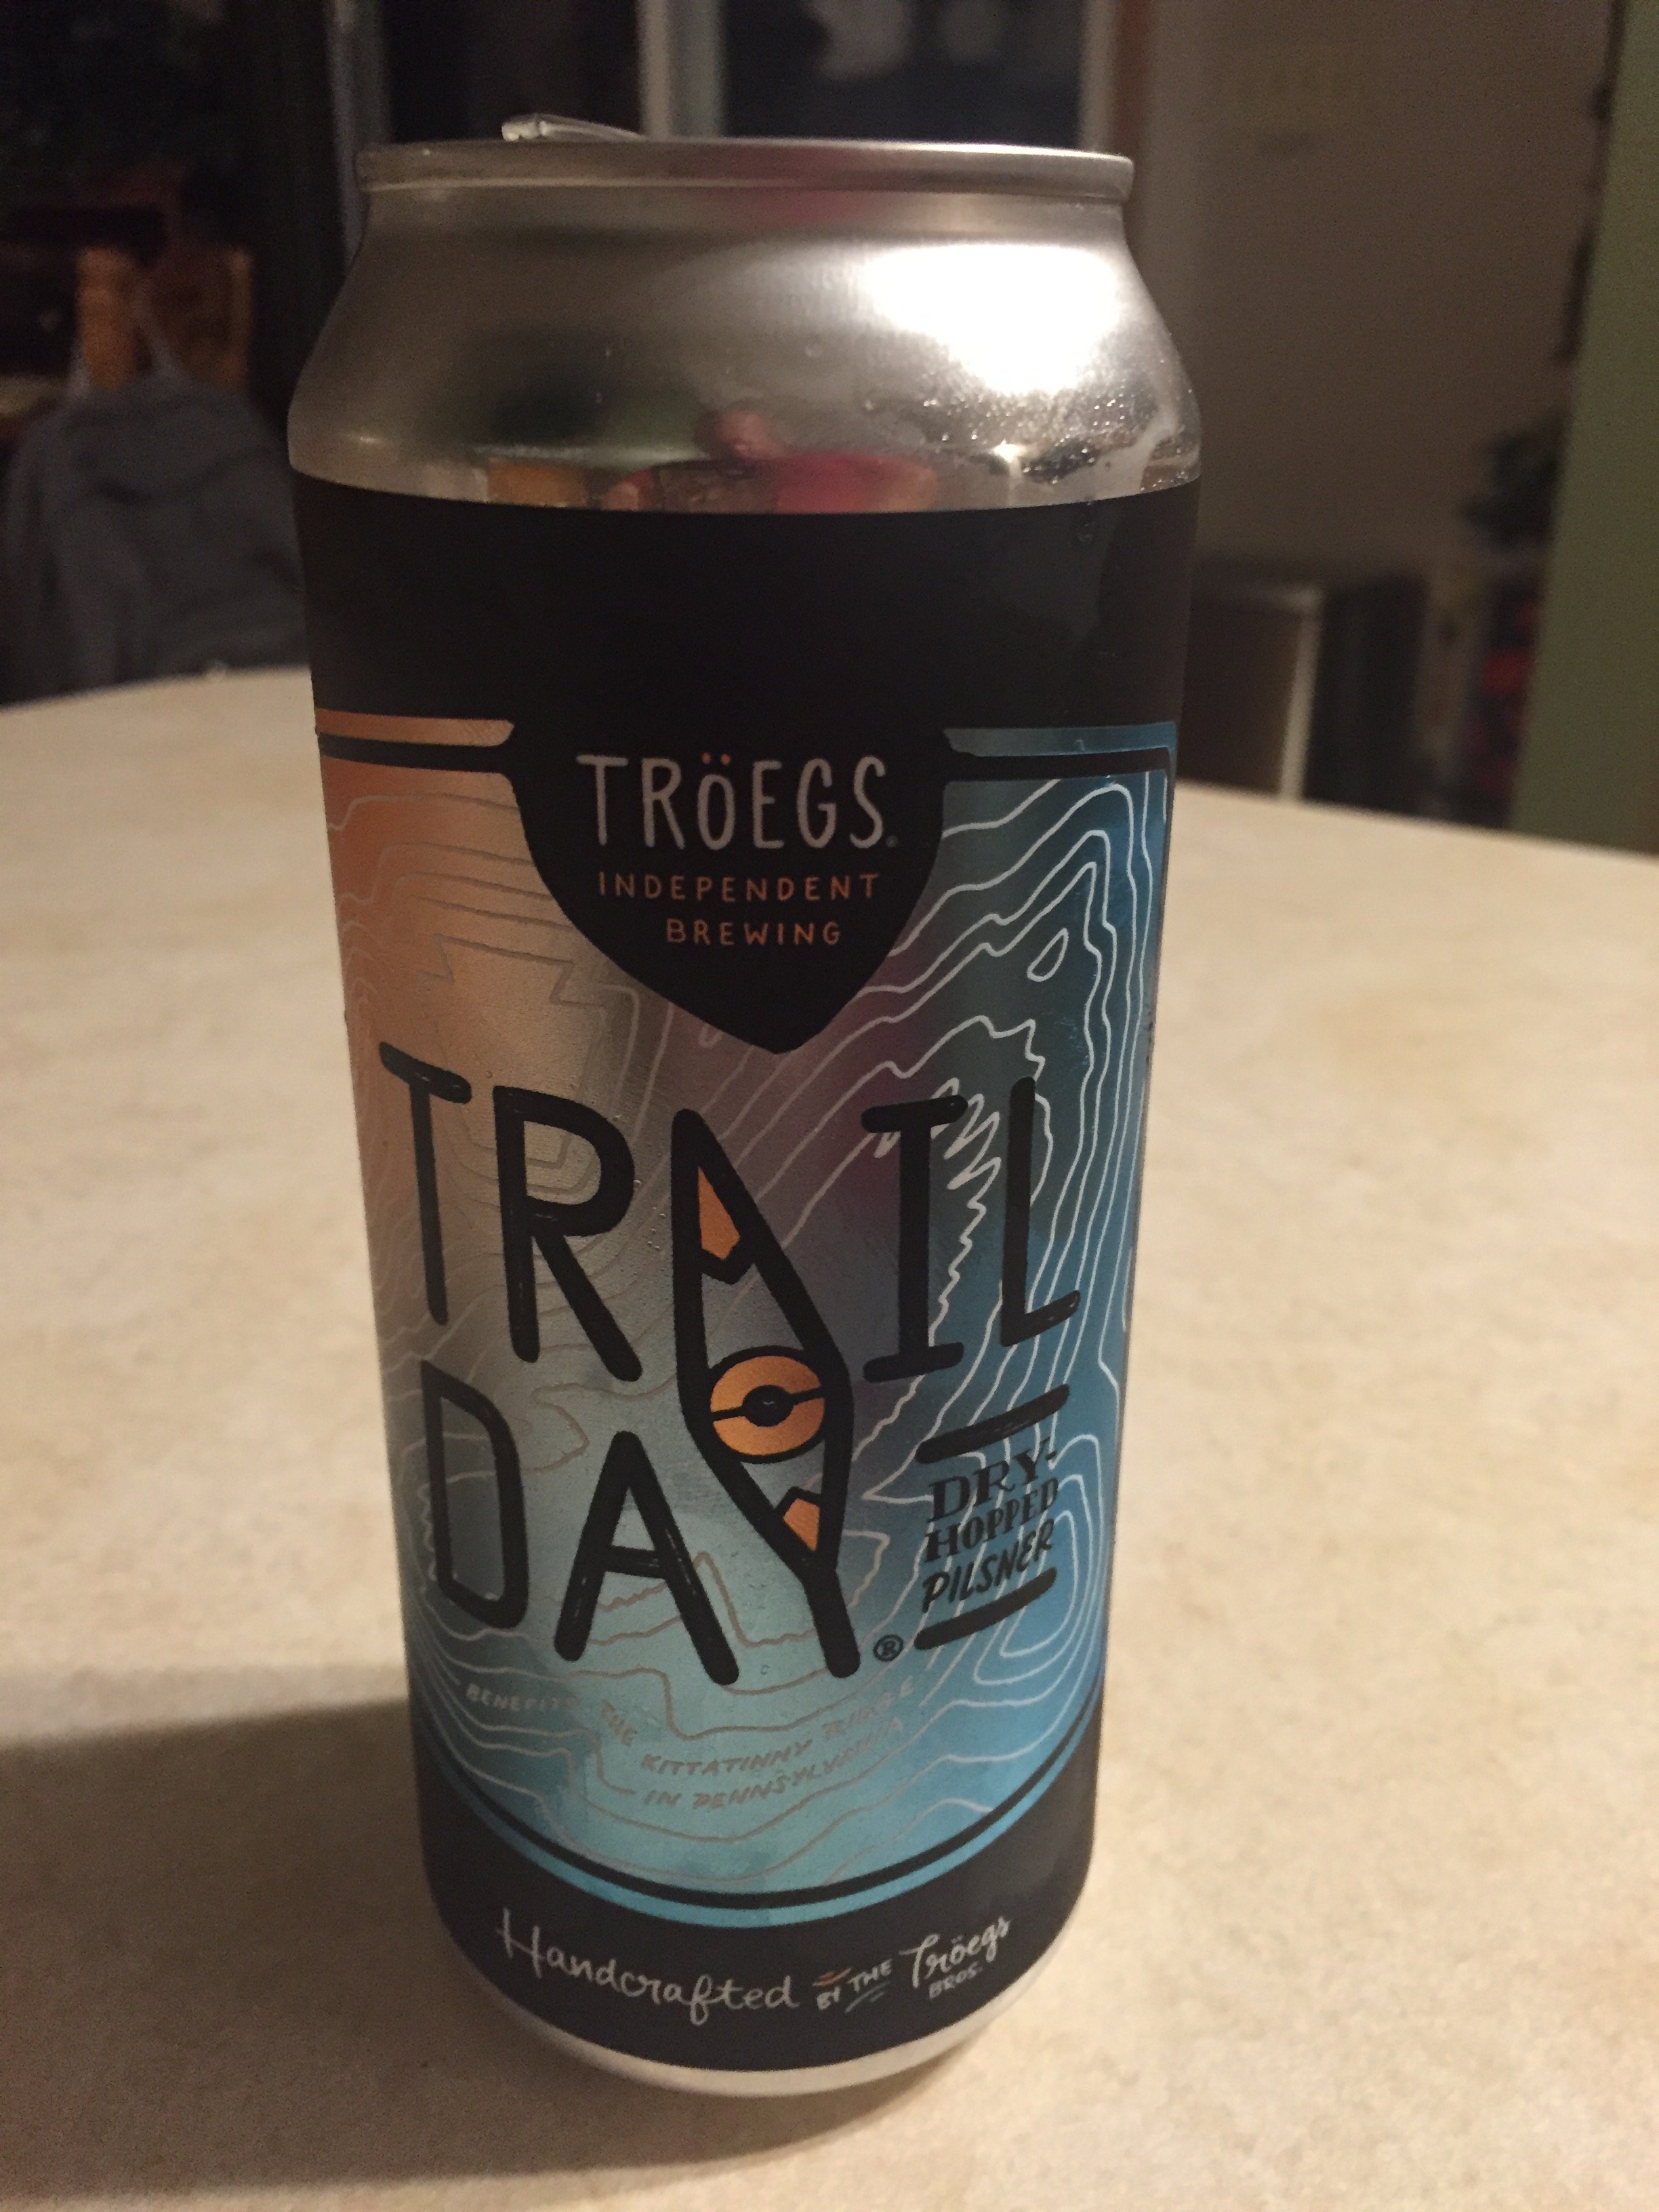 TRÖEGS®
INDEPENDENT
BREWING
TRAIL
DAY®
DRY-
HOPPED
PILSNER
BENEFITS THE KITTATINNY RIDGE
IN PENNSYLVANIA
Handcrafted BY THE Tröegs BROS.